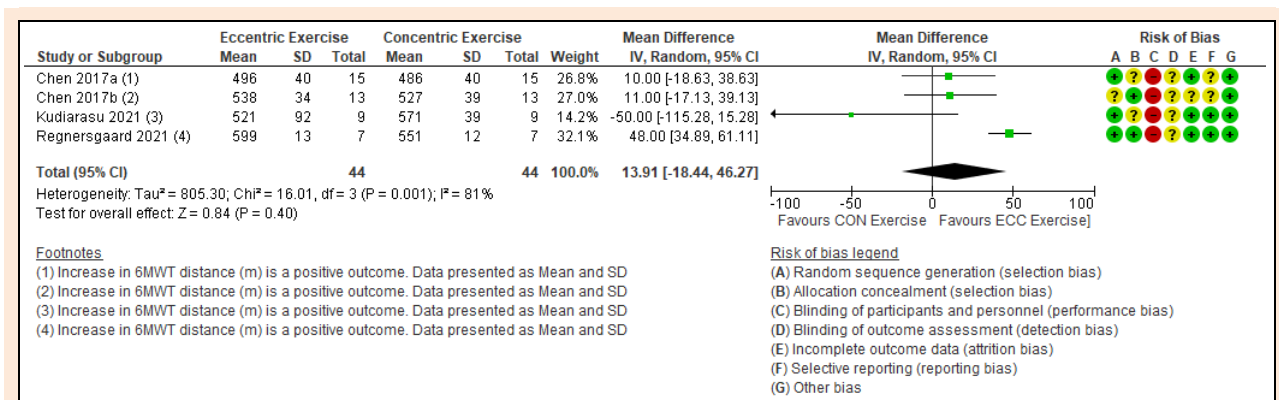 Eccentric Exercise Concentric Exercise Mean Difference Mean Difference Risk of Bias
Study or Subgroup Mean SD Total Mean SD Total Weight IV, Random, 95% CI IV, Random, 95% CI A B C D E F G
Chen 2017a (1) 496 40 15 486 40 15 26.8% 10.00 [-18.63, 38.63] + ? - ? + ? +
Chen 2017b (2) 538 34 13 527 39 13 27.0% 11.00 [-17.13, 39.13] ? + - ? ? ? +
Kudiarasu 2021 (3) 521 92 9 571 39 9 14.2% -50.00 [-115.28, 15.28] + ? - ? + + +
Regnersgaard 2021 (4) 599 13 7 551 12 7 32.1% 48.00 [34.89, 61.11] + + - ? + + +
Total (95% CI) 44 44 100.0% 13.91 [-18.44, 46.27]
Heterogeneity: Tau² = 805.30; Chi² = 16.01, df = 3 (P = 0.001); I² = 81%
Test for overall effect: Z = 0.84 (P = 0.40)
-100 -50 0 50 100
Favours CON Exercise Favours ECC Exercise]
Footnotes
(1) Increase in 6MWT distance (m) is a positive outcome. Data presented as Mean and SD
(2) Increase in 6MWT distance (m) is a positive outcome. Data presented as Mean and SD
(3) Increase in 6MWT distance (m) is a positive outcome. Data presented as Mean and SD
(4) Increase in 6MWT distance (m) is a positive outcome. Data presented as Mean and SD
Risk of bias legend
(A) Random sequence generation (selection bias)
(B) Allocation concealment (selection bias)
(C) Blinding of participants and personnel (performance bias)
(D) Blinding of outcome assessment (detection bias)
(E) Incomplete outcome data (attrition bias)
(F) Selective reporting (reporting bias)
(G) Other bias